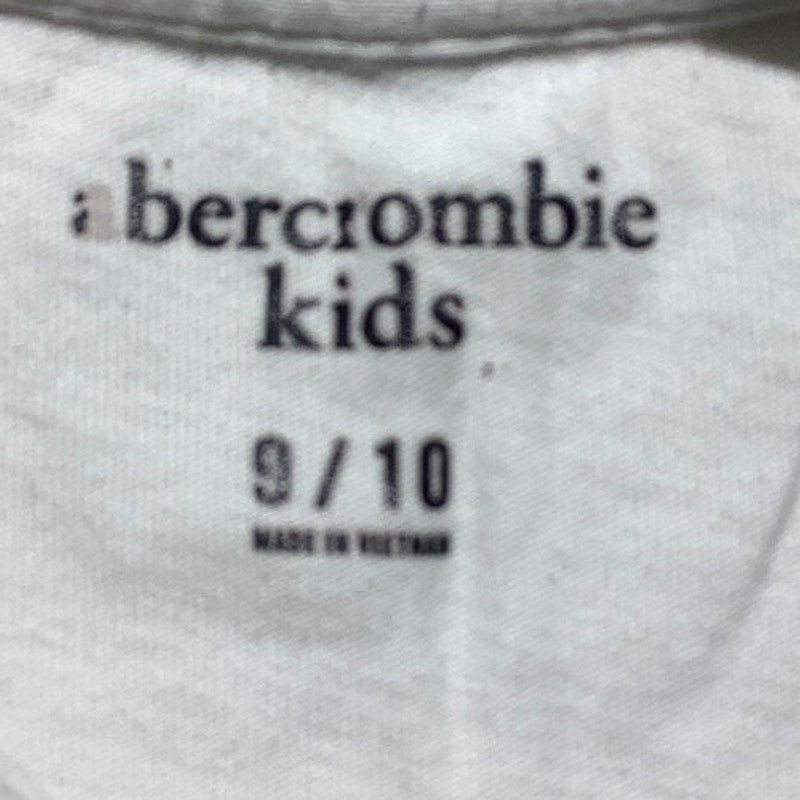 abercrombie
kids
9 / 10
MADE IN VIETNAM